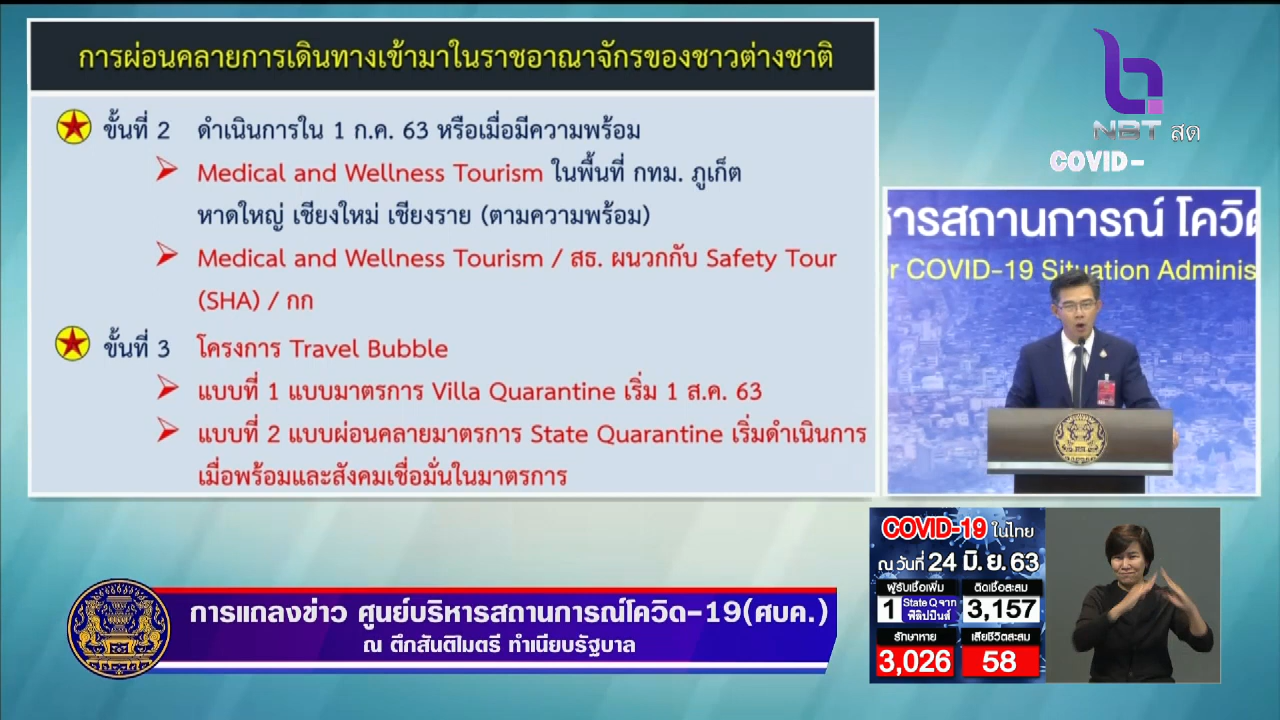 การผ่อนคลายการเดินทางเข้ามาในราชอาณาจักรของชาวต่างชาติ
ขั้นที่ 2 ดำเนินการใน 1 ก.ค. 63 หรือเมื่อมีความพร้อม
Medical and Wellness Tourism ในพื้นที่ กทม. ภูเก็ต
หาดใหญ่ เชียงใหม่ เชียงราย (ตามความพร้อม)
Medical and Wellness Tourism / สธ. ผนวกกับ Safety Tour
(SHA) / กก
ขั้นที่ 3 โครงการ Travel Bubble
แบบที่ 1 แบบมาตรการ Villa Quarantine เริ่ม 1 ส.ค. 63
แบบที่ 2 แบบผ่อนคลายมาตรการ State Quarantine เริ่มดำเนินการ
เมื่อพร้อมและสังคมเชื่อมั่นในมาตรการ
NBT สด
COVID-
หารสถานการณ์ โควิด
or COVID-19 Situation Adminis
COVID-19 ในไทย
ณ วันที่ 24 มิ.ย. 63
ผู้รับเชื้อเพิ่ม ติดเชื้อสะสม
1 State Q จาก ฟิลิปปินส์ 3,157
รักษาหาย เสียชีวิตสะสม
3,026 58
การแถลงข่าว ศูนย์บริหารสถานการณ์โควิด-19(ศบค.)
ณ ตึกสันติไมตรี ทำเนียบรัฐบาล